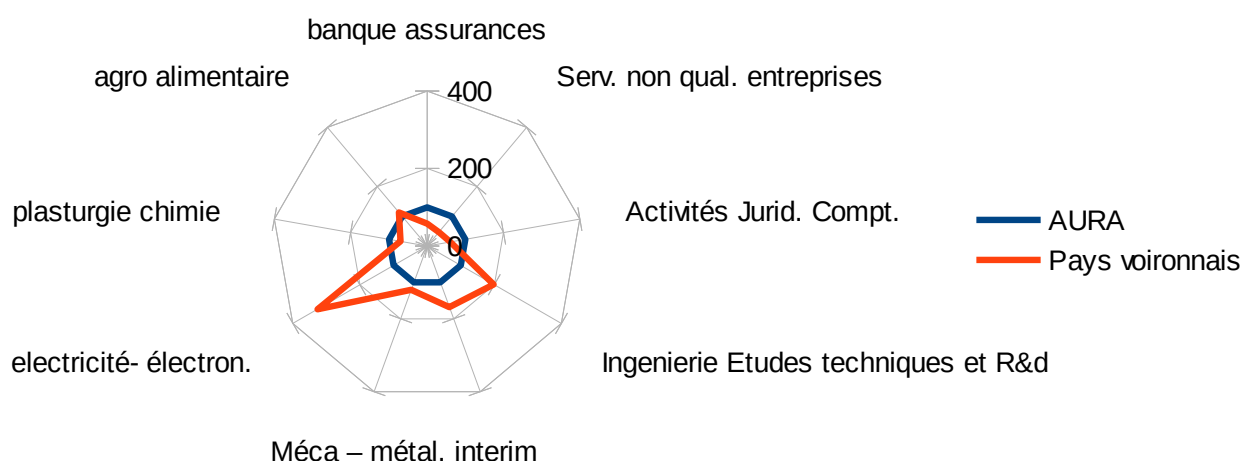 banque assurances
agro alimentaire
Serv. non qual. entreprises
400
200
plasturgie chimie
Activités Jurid. Compt.
0
AURA
Pays voironnais
electricité- électron.
Ingenierie Etudes techniques et R&d
Méca – métal. interim